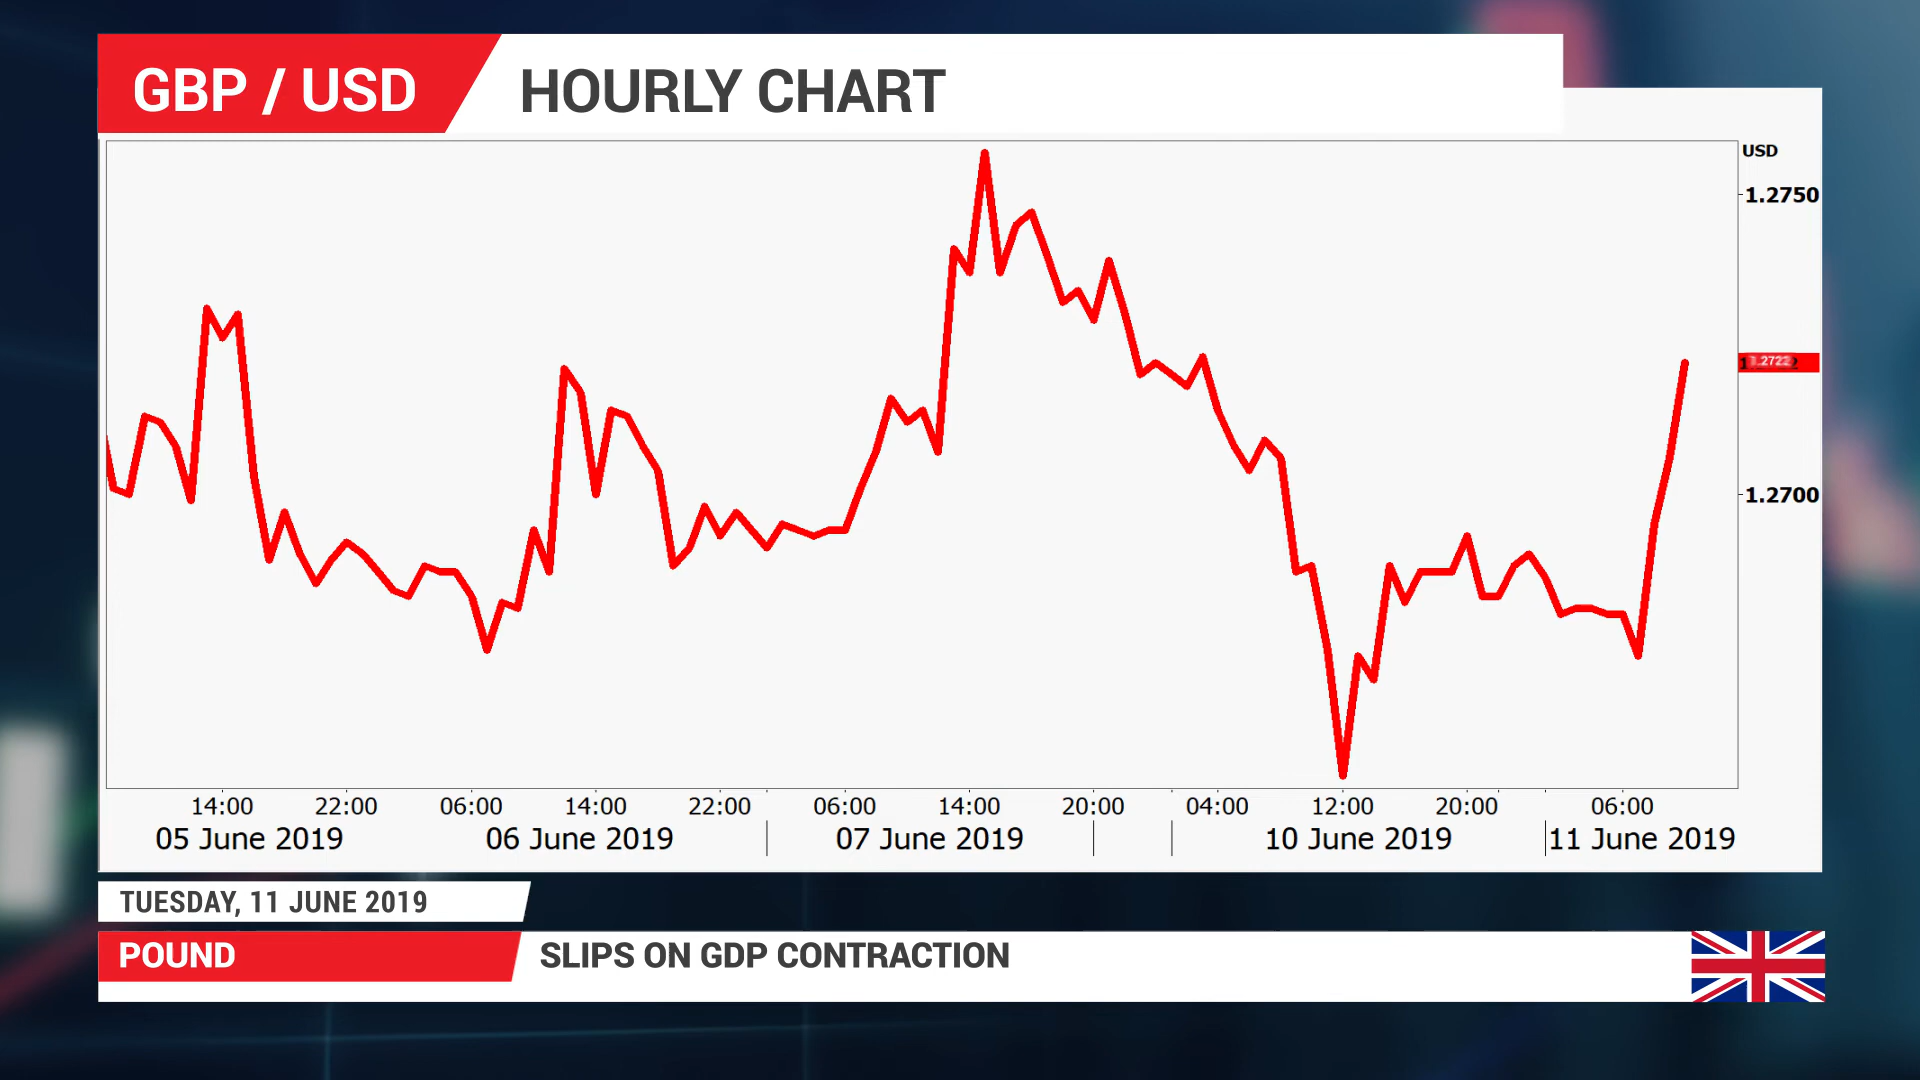 GBP / USD HOURLY CHART
USD
1.2750
1.2722
1.2700
14:00 22:00 06:00 14:00 22:00 06:00 14:00 20:00 04:00 12:00 20:00 06:00
05 June 2019 06 June 2019 07 June 2019 10 June 2019 11 June 2019
TUESDAY, 11 JUNE 2019
POUND SLIPS ON GDP CONTRACTION